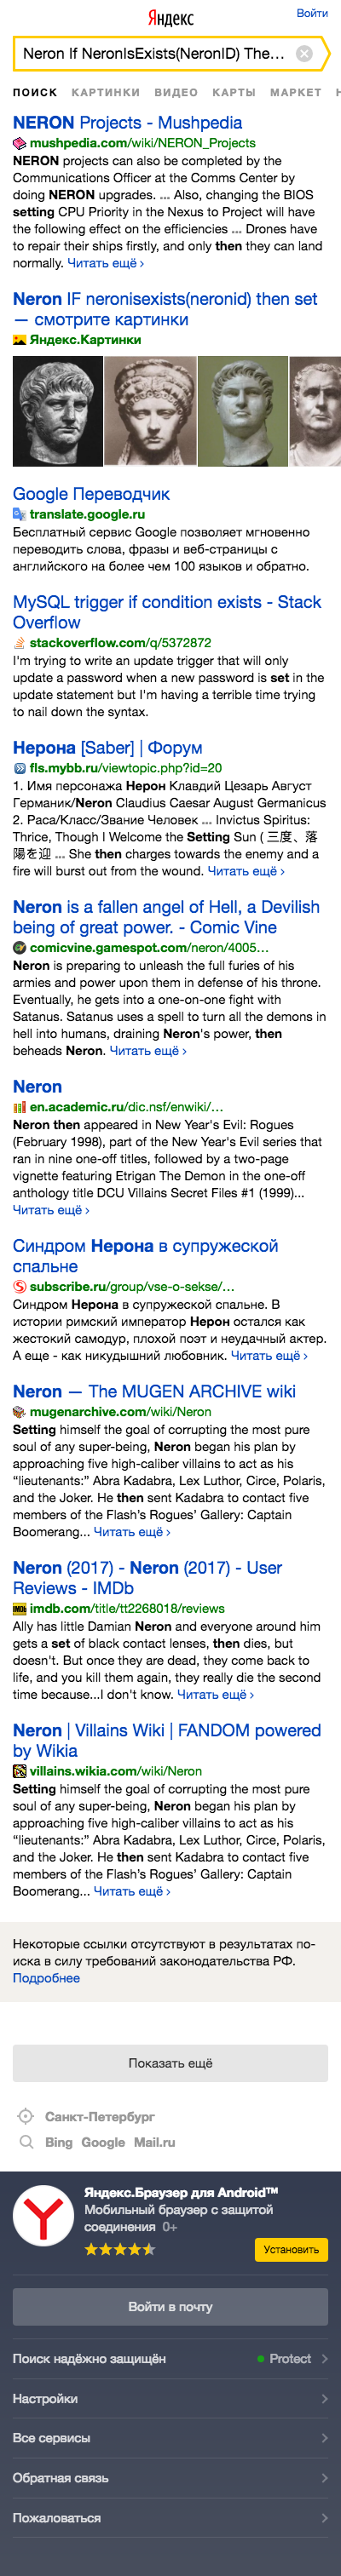 Яндекс
Войти
Neron If NeronIsExists(NeronID) The...
ПОИСК КАРТИНКИ ВИДЕО КАРТЫ МАРКЕТ Н
NERON Projects - Mushpedia
mushpedia.com/wiki/NERON_Projects
NERON projects can also be completed by the
Communications Officer at the Comms Center by
doing NERON upgrades. ... Also, changing the BIOS
setting CPU Priority in the Nexus to Project will have
the following effect on the efficiencies ... Drones have
to repair their ships firstly, and only then they can land
normally. Читать ещё ›
Neron IF neronisexists(neronid) then set
— смотрите картинки
Яндекс.Картинки
Google Переводчик
translate.google.ru
Бесплатный сервис Google позволяет мгновенно
переводить слова, фразы и веб-страницы с
английского на более чем 100 языков и обратно.
MySQL trigger if condition exists - Stack
Overflow
stackoverflow.com/q/5372872
I'm trying to write an update trigger that will only
update a password when a new password is set in the
update statement but I'm having a terrible time trying
to nail down the syntax.
Нерона [Saber] | Форум
fls.mybb.ru/viewtopic.php?id=20
1. Имя персонажа Нерон Клавдий Цезарь Август
Германик/Neron Claudius Caesar August Germanicus
2. Раса/Класс/Звание Человек ... Invictus Spiritus:
Thrice, Though I Welcome the Setting Sun ( 三度、落
陽を迎 ... She then charges towards the enemy and a
fire will burst out from the wound. Читать ещё ›
Neron is a fallen angel of Hell, a Devilish
being of great power. - Comic Vine
comicvine.gamespot.com/neron/4005...
Neron is preparing to unleash the full furies of his
armies and power upon them in defense of his throne.
Eventually, he gets into a one-on-one fight with
Satanus. Satanus uses a spell to turn all the demons in
hell into humans, draining Neron's power, then
beheads Neron. Читать ещё ›
Neron
en.academic.ru/dic.nsf/enwiki/...
Neron then appeared in New Year's Evil: Rogues
(February 1998), part of the New Year's Evil series that
ran in nine one-off titles, followed by a two-page
vignette featuring Etrigan The Demon in the one-off
anthology title DCU Villains Secret Files #1 (1999)...
Читать ещё ›
Синдром Нерона в супружеской
спальне
subscribe.ru/group/vse-o-sekse/...
Синдром Нерона в супружеской спальне. В
истории римский император Нерон остался как
жестокий самодур, плохой поэт и неудачный актер.
А еще - как никудышний любовник. Читать ещё ›
Neron — The MUGEN ARCHIVE wiki
mugenarchive.com/wiki/Neron
Setting himself the goal of corrupting the most pure
soul of any super-being, Neron began his plan by
approaching five high-caliber villains to act as his
“lieutenants:” Abra Kadabra, Lex Luthor, Circe, Polaris,
and the Joker. He then sent Kadabra to contact five
members of the Flash’s Rogues’ Gallery: Captain
Boomerang... Читать ещё ›
Neron (2017) - Neron (2017) - User
Reviews - IMDb
imdb.com/title/tt2268018/reviews
Ally has little Damian Neron and everyone around him
gets a set of black contact lenses, then dies, but
doesn't. But once they are dead, they come back to
life, and you kill them again, they really die the second
time because...I don't know. Читать ещё ›
Neron | Villains Wiki | FANDOM powered
by Wikia
villains.wikia.com/wiki/Neron
Setting himself the goal of corrupting the most pure
soul of any super-being, Neron began his plan by
approaching five high-caliber villains to act as his
“lieutenants:” Abra Kadabra, Lex Luthor, Circe, Polaris,
and the Joker. He then sent Kadabra to contact five
members of the Flash’s Rogues’ Gallery: Captain
Boomerang... Читать ещё ›
Некоторые ссылки отсутствуют в результатах по-
иска в силу требований законодательства РФ.
Подробнее
Показать ещё
Санкт-Петербург
Bing Google Mail.ru
Яндекс.Браузер для Android™
Мобильный браузер с защитой
соединения 0+
Установить
Войти в почту
Поиск надёжно защищён Protect
Настройки
Все сервисы
Обратная связь
Пожаловаться